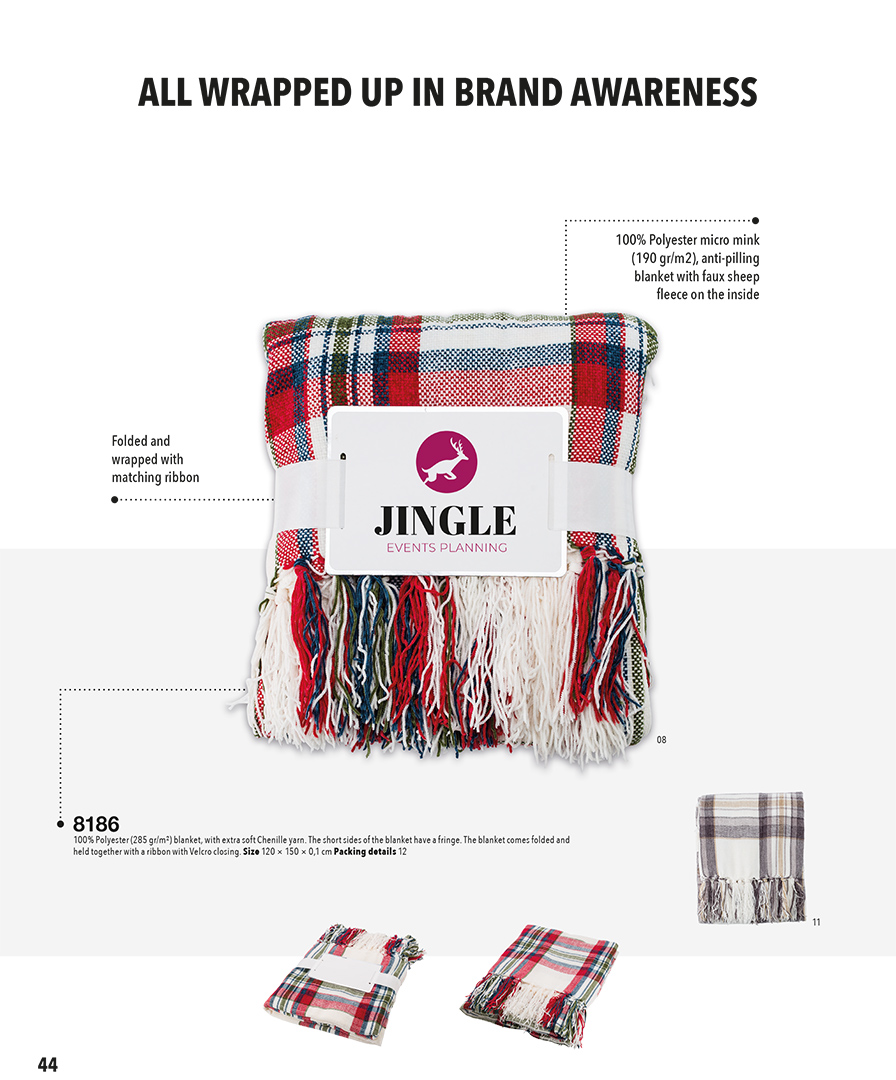 ALL WRAPPED UP IN BRAND AWARENESS
100% Polyester micro mink
(190 gr/m2), anti-pilling
blanket with faux sheep
fleece on the inside
Folded and
wrapped with
matching ribbon
JINGLE
EVENTS PLANNING
08
8186
100% Polyester (285 gr/m²) blanket, with extra soft Chenille yarn. The short sides of the blanket have a fringe. The blanket comes folded and
held together with a ribbon with Velcro closing. Size 120 × 150 × 0,1 cm Packing details 12
11
44